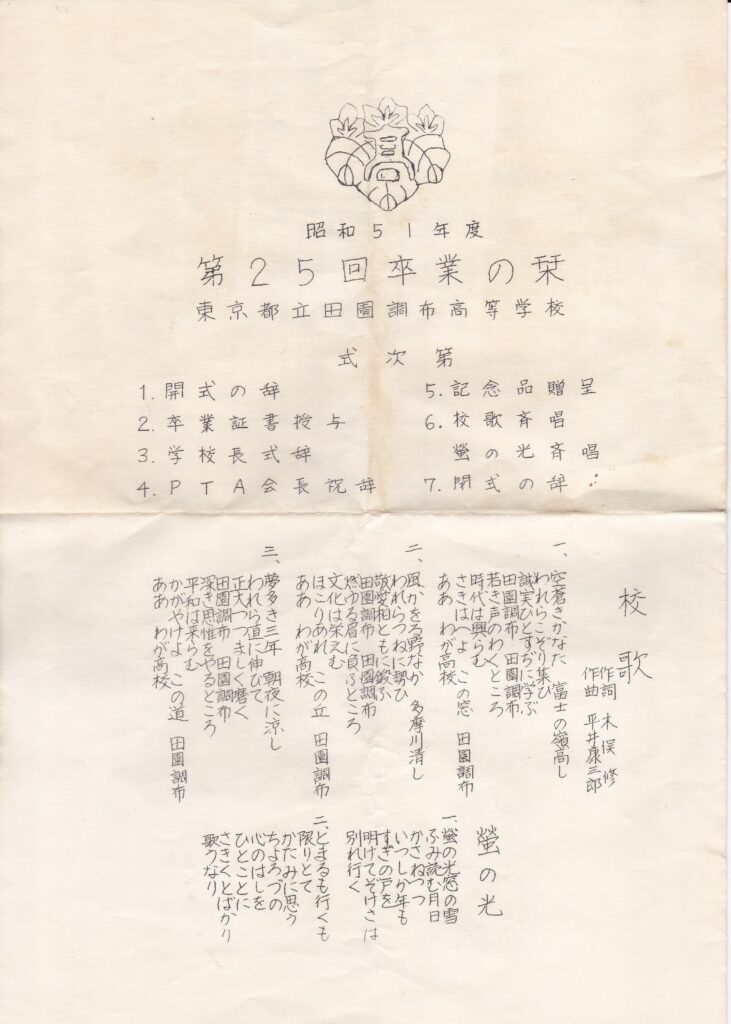 高
昭和51年度
第25回卒業の栞
東京都立田園調布高等学校
式次第
1. 開式の辞
2. 卒業証書授与
3. 学校長式辞
4. PTA会長祝辞
5. 記念品贈呈
6. 校歌斉唱
螢の光斉唱
7. 閉式の辞
校歌
作詞 木俣修
作曲 平井康三郎
一、空蒼きかなた 富士の嶺高し
われらこぞり集ひ
誠実ひとすぢに学ぶ
田園調布 田園調布
若き声のわくところ
時代は興らむ
さきはへよ この窓 田園調布
ああ わが高校
二、風かをる野なか 多摩川清し
われらつねに勢ひ
敬愛相ともに鍛ふ
田園調布 田園調布
燃ゆる眉に負ふところ
文化は栄えむ
ほこりあれ この丘 田園調布
ああ わが高校
三、夢多き三年 朝夜に涼し
われら直に伸びて
正大つつましく磨く
田園調布 田園調布
深き思惟をやるところ
平和は来らむ
かがやけよ この道 田園調布
ああ わが高校
螢の光
一、螢の光窓の雪
ふみ読む月日
かさねつつ
いつしか年も
すぎの戸を
明けてぞけさは
別れ行く
二、とまるも行くも
限りとて
かたみに思う
ちよろづの
心のはしを
ひとことに
さきくとばかり
歌うなり